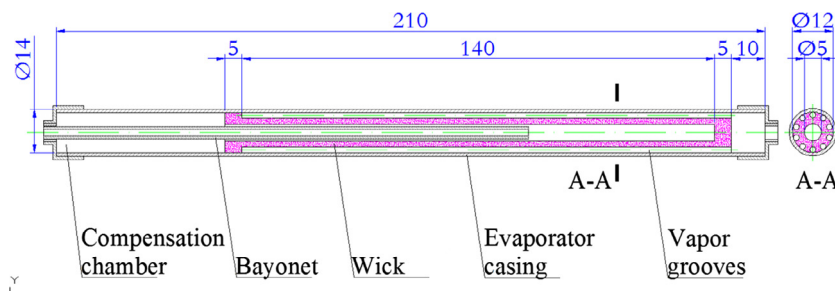 210
Ø12
Ø14
5
140
5
10
Ø5
A-A
A-A
Compensation
chamber
Bayonet
Wick
Evaporator
casing
Vapor
grooves
Y